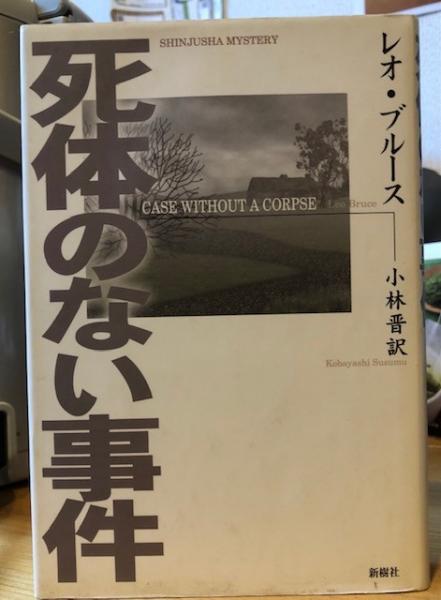 SHINJUSHA MYSTERY
死体のない事件
CASE WITHOUT A CORPSE
Leo Bruce
レオ・ブルース
小林晋訳
Kobayashi Susumu
新樹社